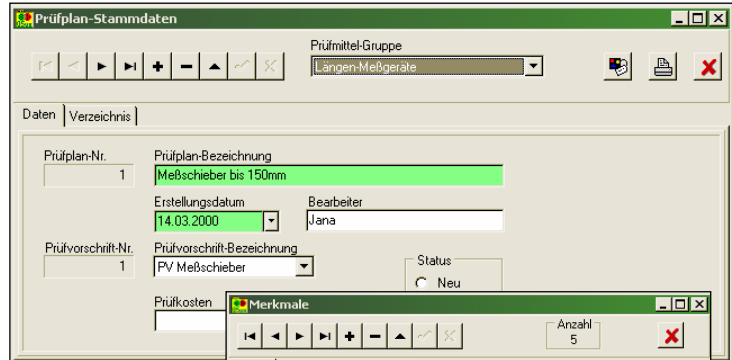 Prüfplan-Stammdaten
Prüfmittel-Gruppe
Längen-Meßgeräte
Daten Verzeichnis
Prüfplan-Nr. Prüfplan-Bezeichnung
1 Meßschieber bis 150mm
Erstellungsdatum Bearbeiter
14.03.2000 Jana
Prüfvorschrift-Nr. Prüfvorschrift-Bezeichnung
1 PV Meßschieber
Status
Neu
Prüfkosten
Merkmale
Anzahl
5